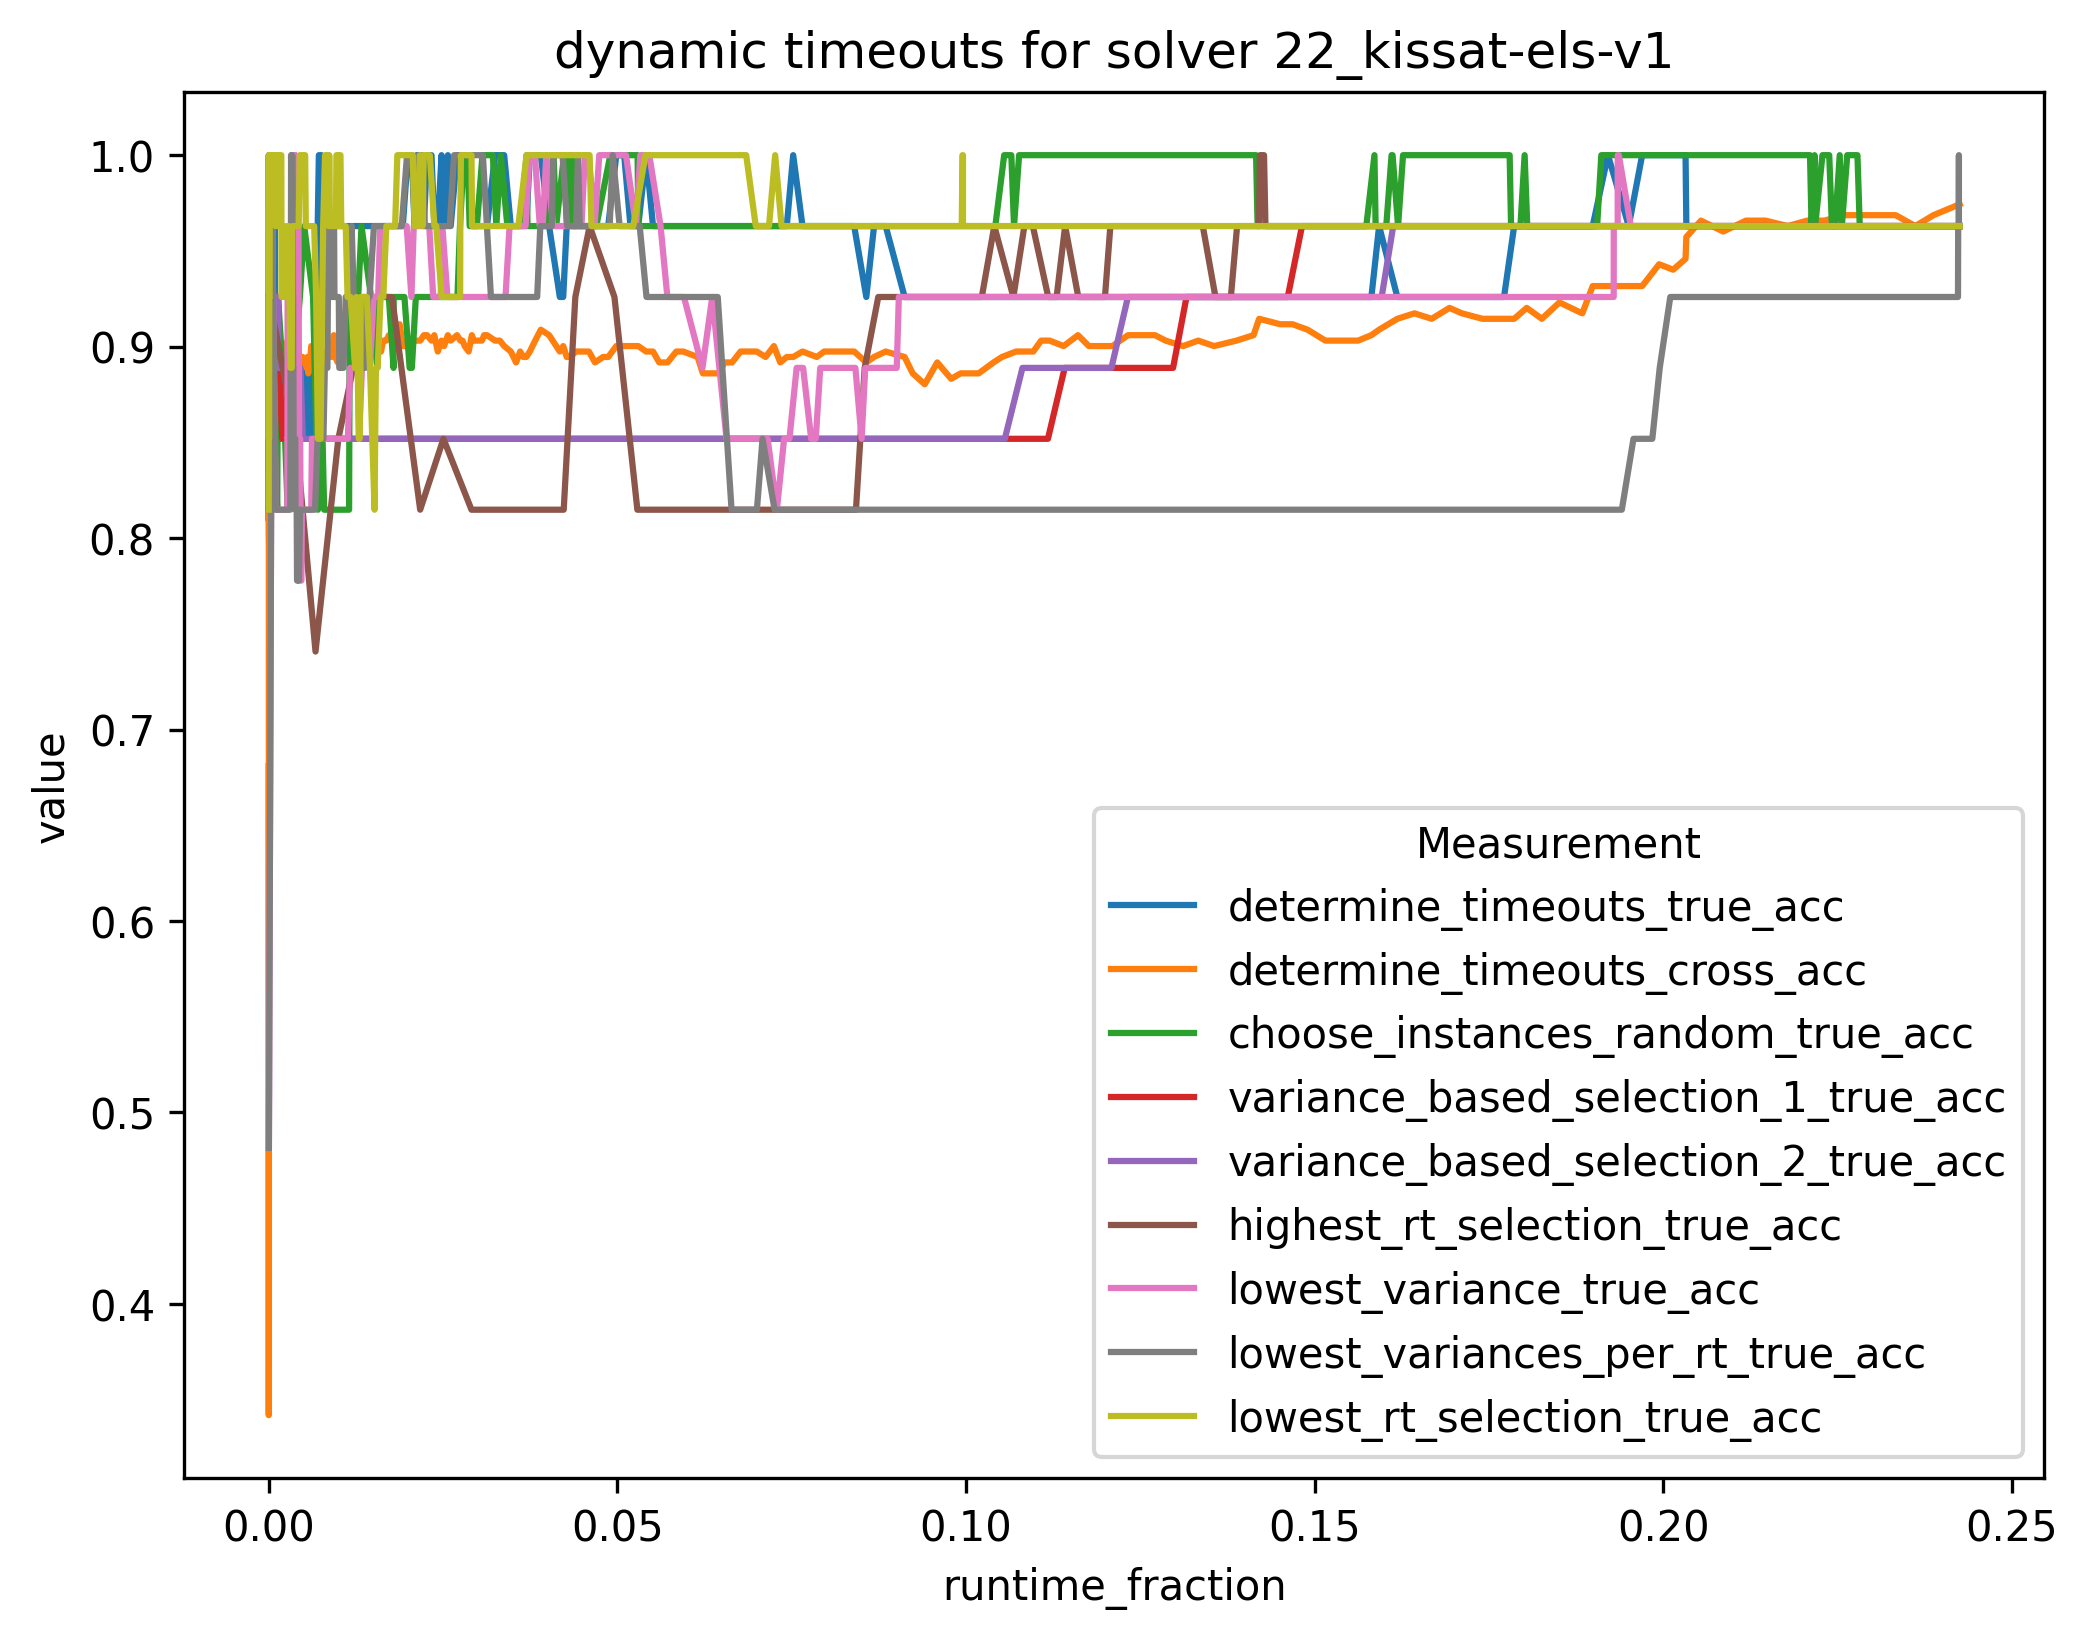 dynamic timeouts for solver 22_kissat-els-v1
1.0
0.9
0.8
0.7
0.6
0.5
0.4
value
Measurement
determine_timeouts_true_acc
determine_timeouts_cross_acc
choose_instances_random_true_acc
variance_based_selection_1_true_acc
variance_based_selection_2_true_acc
highest_rt_selection_true_acc
lowest_variance_true_acc
lowest_variances_per_rt_true_acc
lowest_rt_selection_true_acc
0.00 0.05 0.10 0.15 0.20 0.25
runtime_fraction